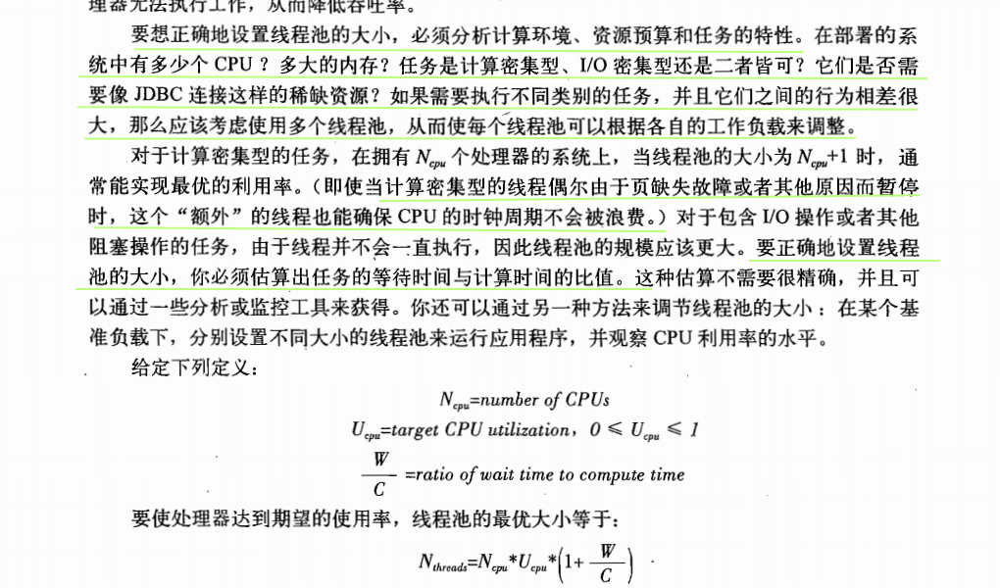 理器无法执行工作，从而降低吞吐率。
要想正确地设置线程池的大小，必须分析计算环境、资源预算和任务的特性。在部署的系
统中有多少个 CPU？多大的内存？任务是计算密集型、I/O 密集型还是二者皆可？它们是否需
要像 JDBC 连接这样的稀缺资源？如果需要执行不同类别的任务，并且它们之间的行为相差很
大，那么应该考虑使用多个线程池，从而使每个线程池可以根据各自的工作负载来调整。
对于计算密集型的任务，在拥有 Ncpu 个处理器的系统上，当线程池的大小为 Ncpu+1 时，通
常能实现最优的利用率。（即使当计算密集型的线程偶尔由于页缺失故障或者其他原因而暂停
时，这个“额外”的线程也能确保 CPU 的时钟周期不会被浪费。）对于包含 I/O 操作或者其他
阻塞操作的任务，由于线程并不会一直执行，因此线程池的规模应该更大。要正确地设置线程
池的大小，你必须估算出任务的等待时间与计算时间的比值。这种估算不需要很精确，并且可
以通过一些分析或监控工具来获得。你还可以通过另一种方法来调节线程池的大小：在某个基
准负载下，分别设置不同大小的线程池来运行应用程序，并观察 CPU 利用率的水平。
给定下列定义：
Ncpu=number of CPUs
Ucpu=target CPU utilization，0 ≤ Ucpu ≤ 1
W/C =ratio of wait time to compute time
要使处理器达到期望的使用率，线程池的最优大小等于：
Nthreads=Ncpu*Ucpu*(1+ W/C)